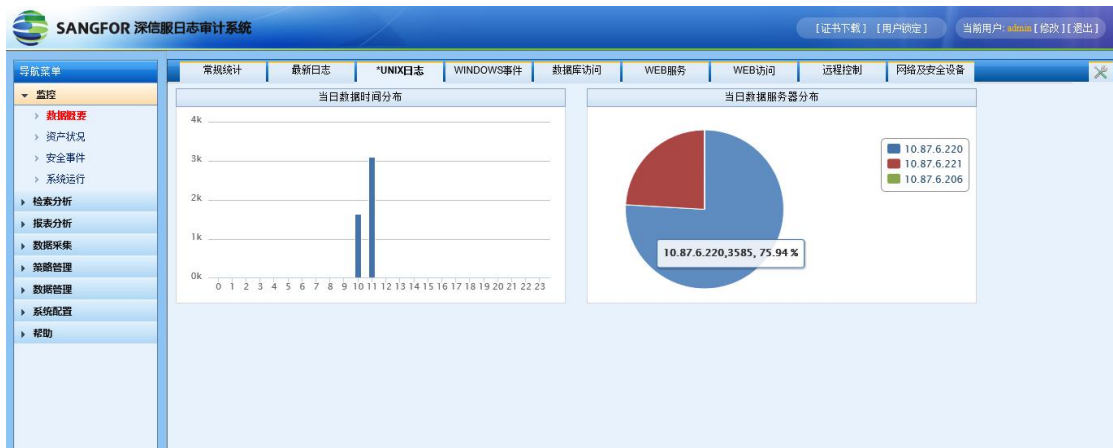 SANGFOR 深信服日志审计系统
[证书下载] [用户锁定] 当前用户: admin [修改] [退出]
导航菜单
常规统计 最新日志 *UNIX日志 WINDOWS事件 数据库访问 WEB服务 WEB访问 远程控制 网络及安全设备
监控
数据概要
资产状况
安全事件
系统运行
检索分析
报表分析
数据采集
策略管理
数据管理
系统配置
帮助
当日数据时间分布
4k
3k
2k
1k
0k
0 1 2 3 4 5 6 7 8 9 10 11 12 13 14 15 16 17 18 19 20 21 22 23
当日数据服务器分布
10.87.6.220
10.87.6.221
10.87.6.206
10.87.6.220,3585, 75.94 %